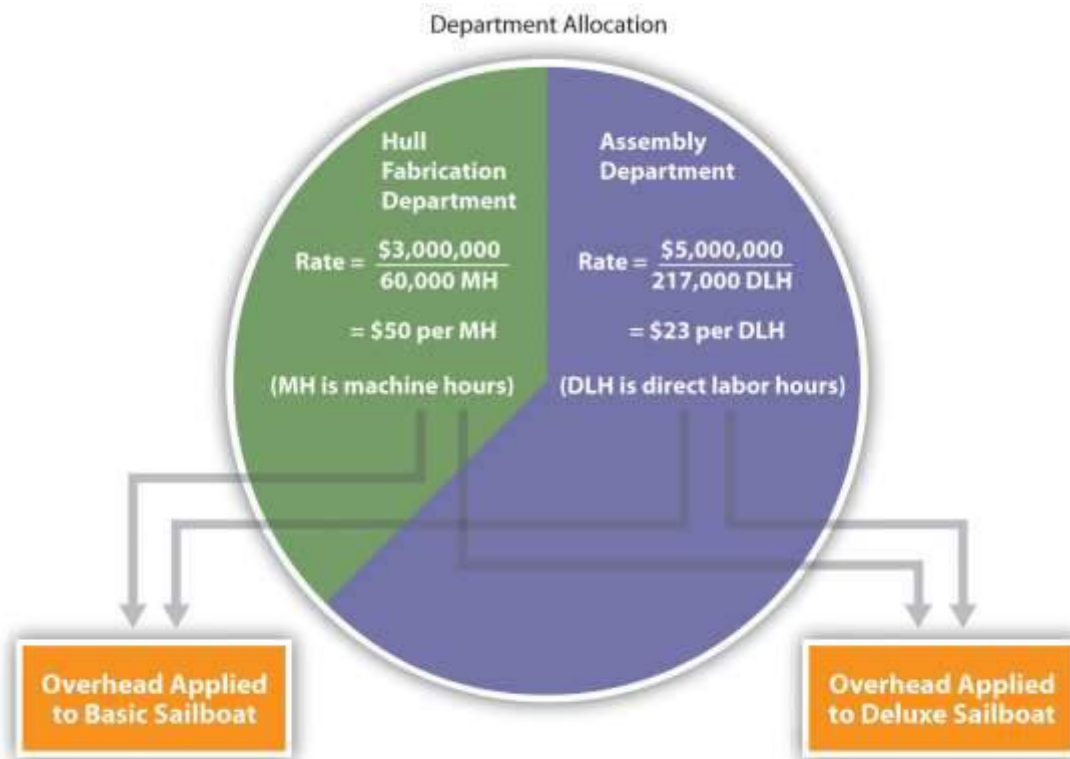 Department Allocation
Hull
Fabrication
Department
Rate = $3,000,000
60,000 MH
= $50 per MH
(MH is machine hours)
Assembly
Department
Rate = $5,000,000
217,000 DLH
= $23 per DLH
(DLH is direct labor hours)
Overhead Applied
to Basic Sailboat
Overhead Applied
to Deluxe Sailboat